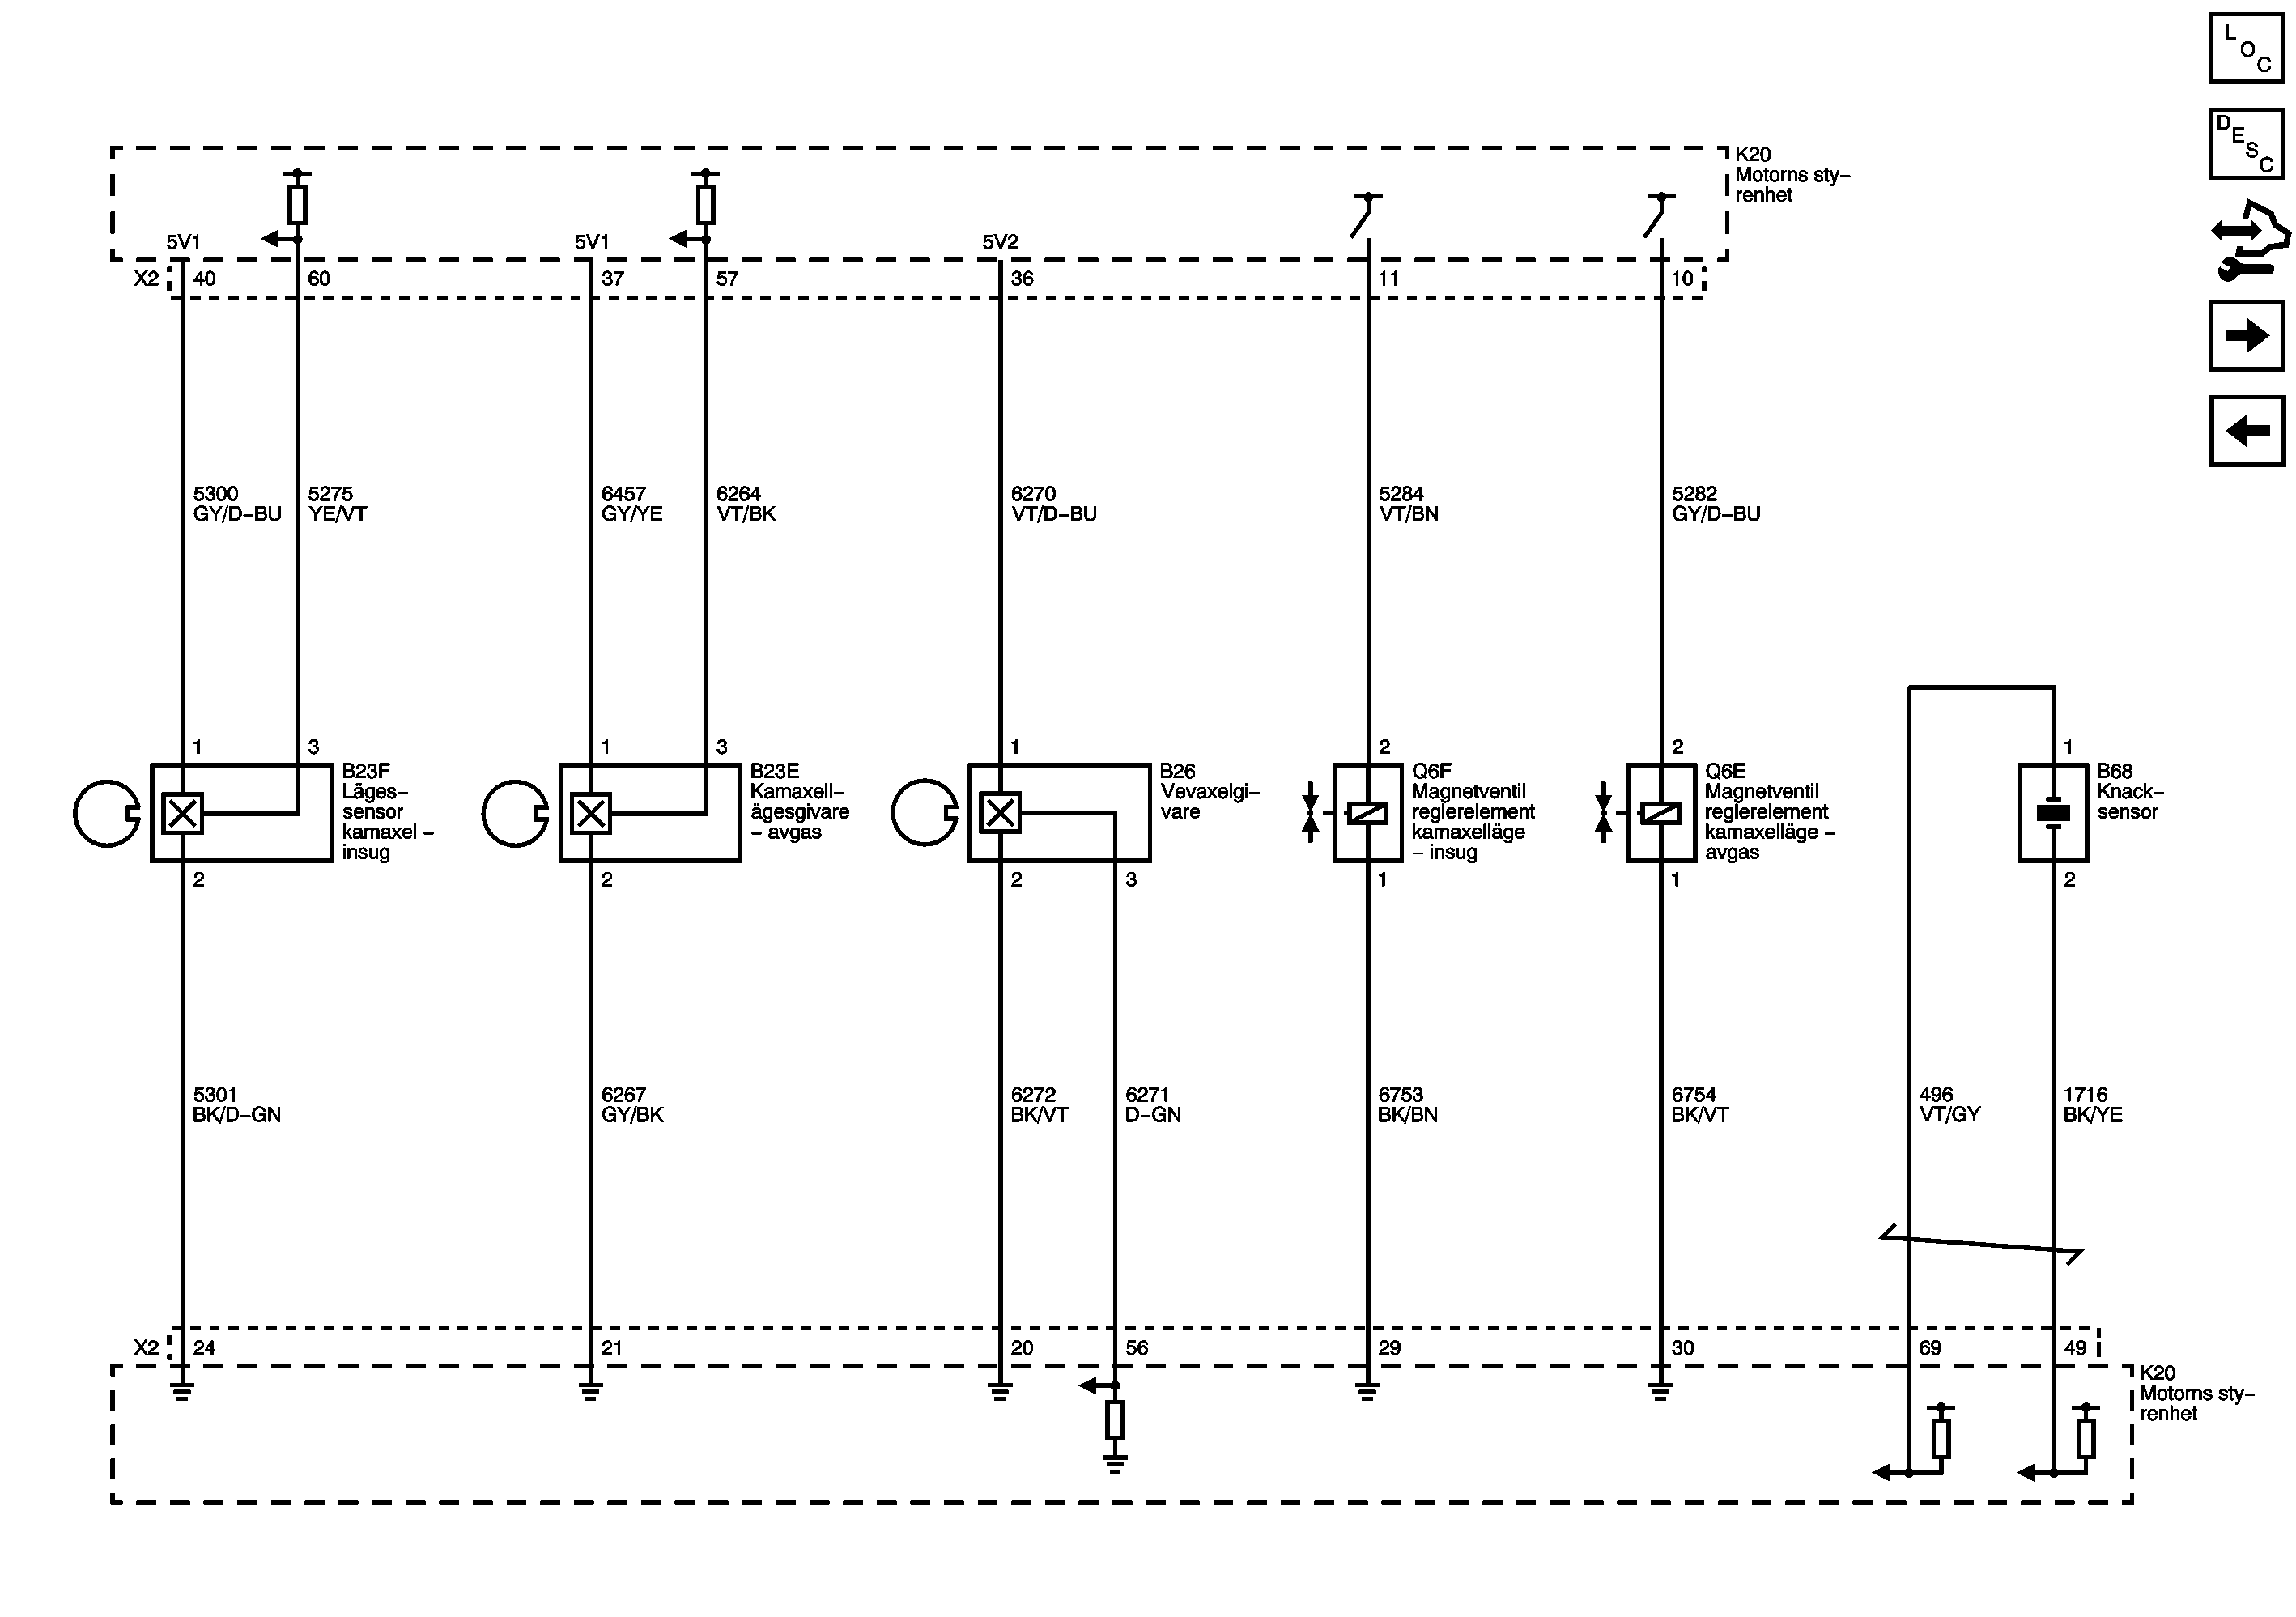 L
O
C
D
E
S
C
K20
Motorns sty–
renhet
5V1
5V1
5V2
X2 40 60 37 57 36 11 10
5300
GY/D–BU
5275
YE/VT
6457
GY/YE
6264
VT/BK
6270
VT/D–BU
5284
VT/BN
5282
GY/D–BU
1 3 1 3 1 2 2 1
B23F
Läges–
sensor
kamaxel –
insug
B23E
Kamaxell–
ägesgivare
– avgas
B26
Vevaxelgi–
vare
Q6F
Magnetventil
reglerelement
kamaxelläge
– insug
Q6E
Magnetventil
reglerelement
kamaxelläge –
avgas
B68
Knack–
sensor
2 2 2 3 1 1 2
5301
BK/D–GN
6267
GY/BK
6272
BK/VT
6271
D–GN
6753
BK/BN
6754
BK/VT
496
VT/GY
1716
BK/YE
X2 24 21 20 56 29 30 69 49
K20
Motorns sty–
renhet